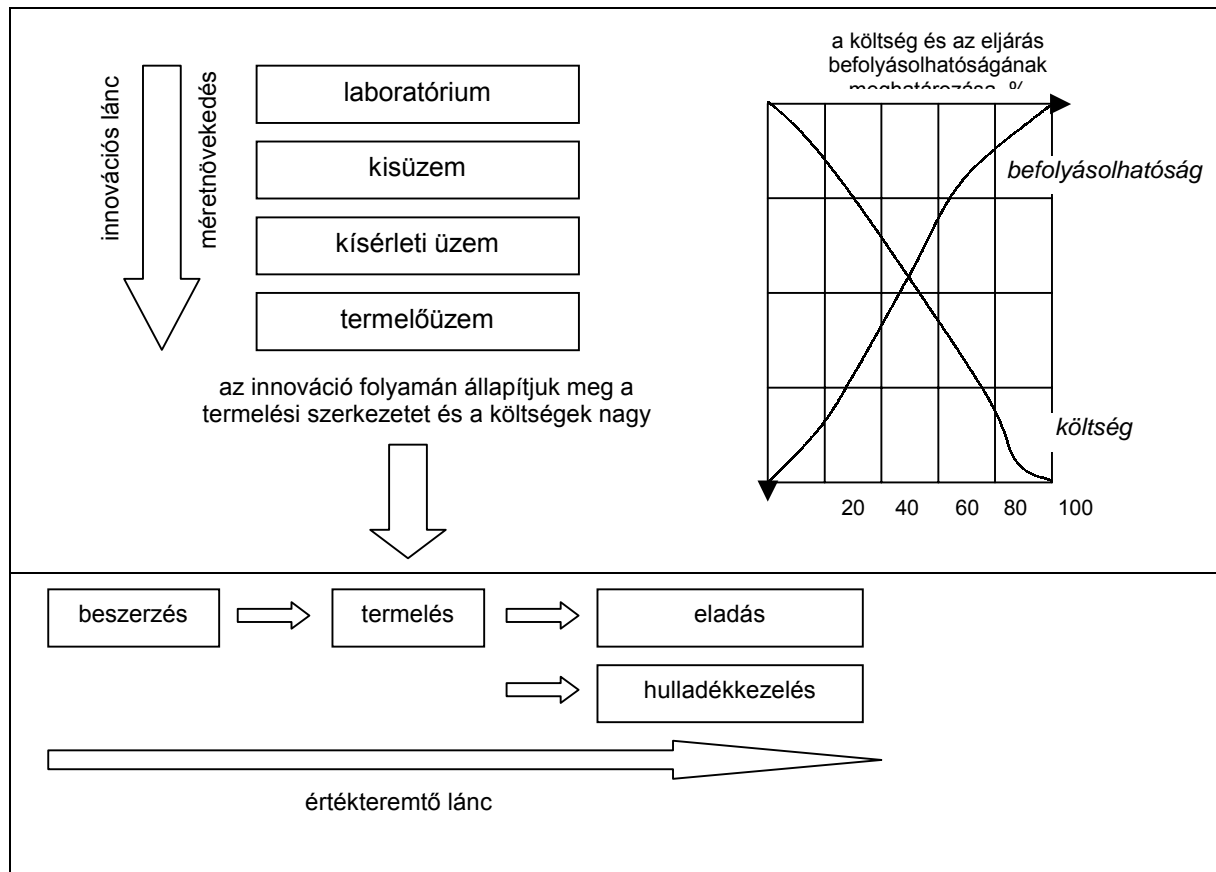 innovációs lánc
méretnövekedés
laboratórium
kisüzem
kísérleti üzem
termelőüzem
az innováció folyamán állapítjuk meg a
termelési szerkezetet és a költségek nagy
a költség és az eljárás
befolyásolhatóságának
meghatározása, %
befolyásolhatóság
költség
20 40 60 80 100
beszerzés
termelés
eladás
hulladékkezelés
értékteremtő lánc